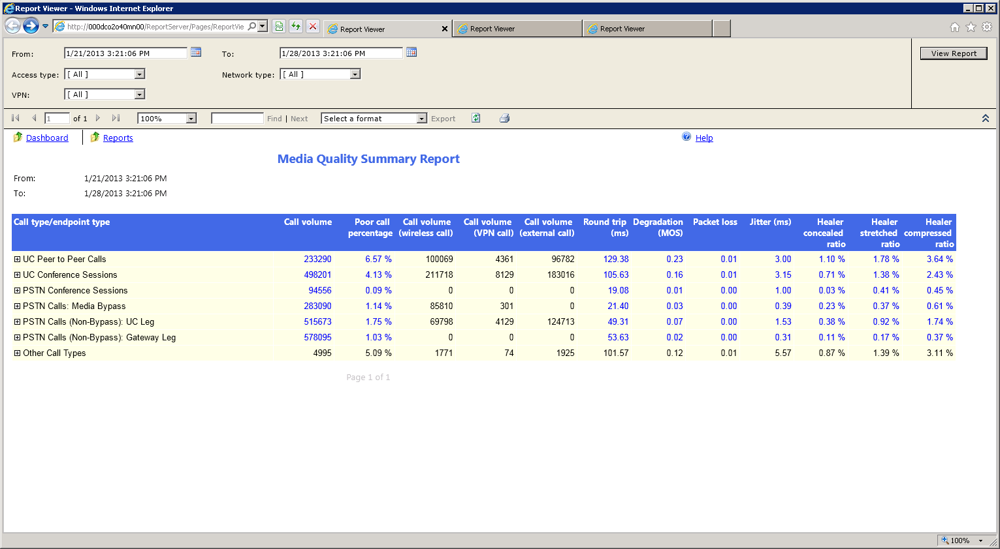 Report Viewer - Windows Internet Explorer
http://000dco2o40mn00/ReportServer/Pages/ReportVie
Report Viewer
Report Viewer
Report Viewer
From: 1/21/2013 3:21:06 PM To: 1/28/2013 3:21:06 PM View Report
Access type: [ All ] Network type: [ All ]
VPN: [ All ]
1 of 1 100% Find | Next Select a format Export
Dashboard Reports Help
Media Quality Summary Report
From: 1/21/2013 3:21:06 PM
To: 1/28/2013 3:21:06 PM
Call type/endpoint type Call volume Poor call Call volume Call volume Call volume Round trip Degradation Packet loss Jitter (ms) Healer Healer Healer
percentage (wireless call) (VPN call) (external call) (ms) (MOS) concealed stretched compressed
ratio ratio ratio
UC Peer to Peer Calls 233290 6.57 % 100069 4361 96782 129.38 0.23 0.01 3.00 1.10 % 1.78 % 3.64 %
UC Conference Sessions 498201 4.13 % 211718 8129 183016 105.63 0.16 0.01 3.15 0.71 % 1.38 % 2.43 %
PSTN Conference Sessions 94556 0.09 % 0 0 0 19.08 0.01 0.00 1.00 0.03 % 0.41 % 0.45 %
PSTN Calls: Media Bypass 283090 1.14 % 85810 301 0 21.40 0.03 0.00 0.39 0.23 % 0.37 % 0.61 %
PSTN Calls (Non-Bypass): UC Leg 515673 1.75 % 69798 4129 124713 49.31 0.07 0.01 1.53 0.38 % 0.92 % 1.74 %
PSTN Calls (Non-Bypass): Gateway Leg 578095 1.03 % 0 0 0 53.63 0.02 0.00 0.31 0.11 % 0.17 % 0.37 %
Other Call Types 4995 5.09 % 1771 74 1925 101.57 0.12 0.01 5.57 0.87 % 1.39 % 3.11 %
Page 1 of 1
100%